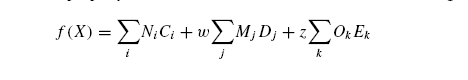 f(X) = ∑_i N_i C_i + w ∑_j M_j D_j + z ∑_k O_k E_k